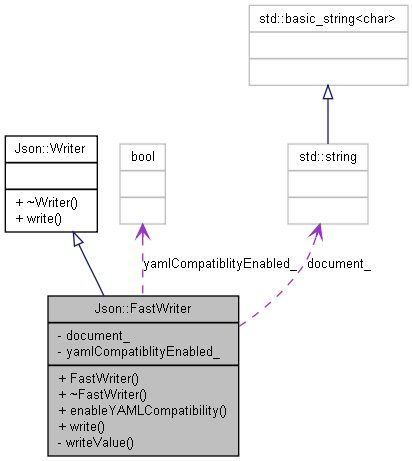 std::basic_string<char>
Json::Writer
+ ~Writer()
+ write()
bool
std::string
yamlCompatiblityEnabled_
document_
Json::FastWriter
- document_
- yamlCompatiblityEnabled_
+ FastWriter()
+ ~FastWriter()
+ enableYAMLCompatibility()
+ write()
- writeValue()